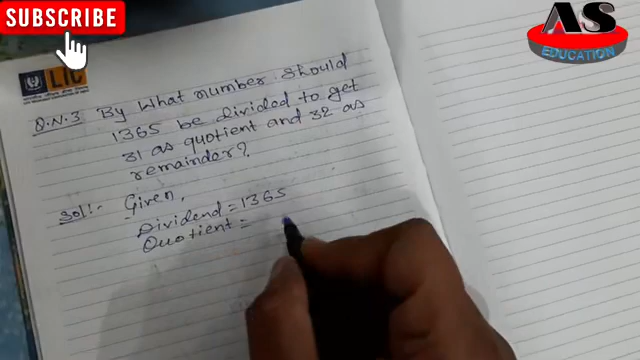 SUBSCRIBE
AS
EDUCATION
LIC
Q.N.3 By What number should
1365 be divided to get
31 as quotient and 32 as
remainder?
Sol:- Given,
Dividend = 1365
Quotient =